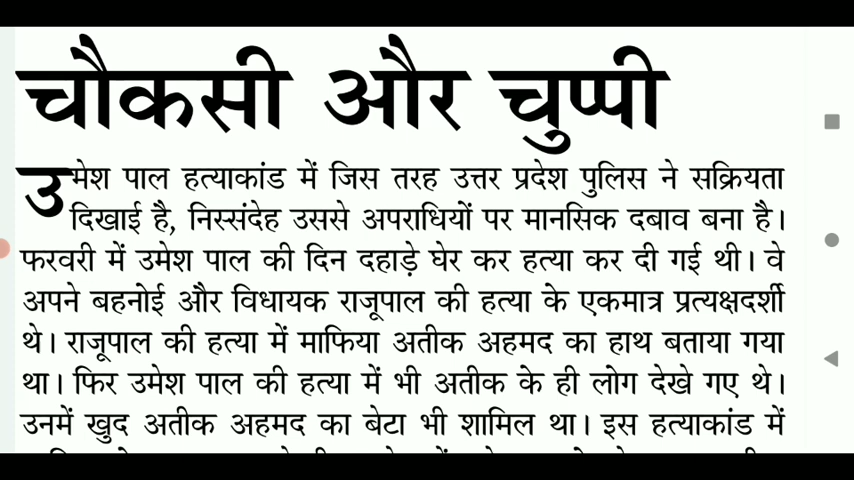 चौकसी और चुप्पी
उमेश पाल हत्याकांड में जिस तरह उत्तर प्रदेश पुलिस ने सक्रियता
दिखाई है, निस्संदेह उससे अपराधियों पर मानसिक दबाव बना है।
फरवरी में उमेश पाल की दिन दहाड़े घेर कर हत्या कर दी गई थी। वे
अपने बहनोई और विधायक राजूपाल की हत्या के एकमात्र प्रत्यक्षदर्शी
थे। राजूपाल की हत्या में माफिया अतीक अहमद का हाथ बताया गया
था। फिर उमेश पाल की हत्या में भी अतीक के ही लोग देखे गए थे।
उनमें खुद अतीक अहमद का बेटा भी शामिल था। इस हत्याकांड में